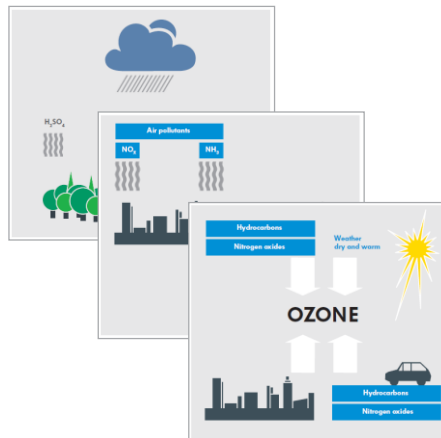 H₂SO₄
Air pollutants
NOₓ
NH₃
Hydrocarbons
Nitrogen oxides
Weather
dry and warm
OZONE
Hydrocarbons
Nitrogen oxides